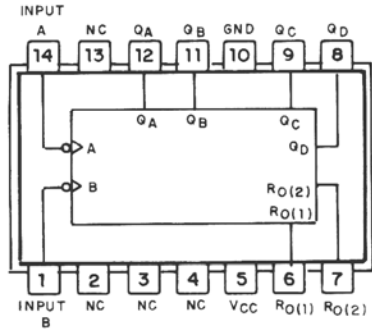 INPUT
A NC QA QB GND QC QD
14 13 12 11 10 9 8
QA QB QC
A QD
B RO(2)
RO(1)
1 2 3 4 5 6 7
INPUT NC NC NC VCC RO(1) RO(2)
B